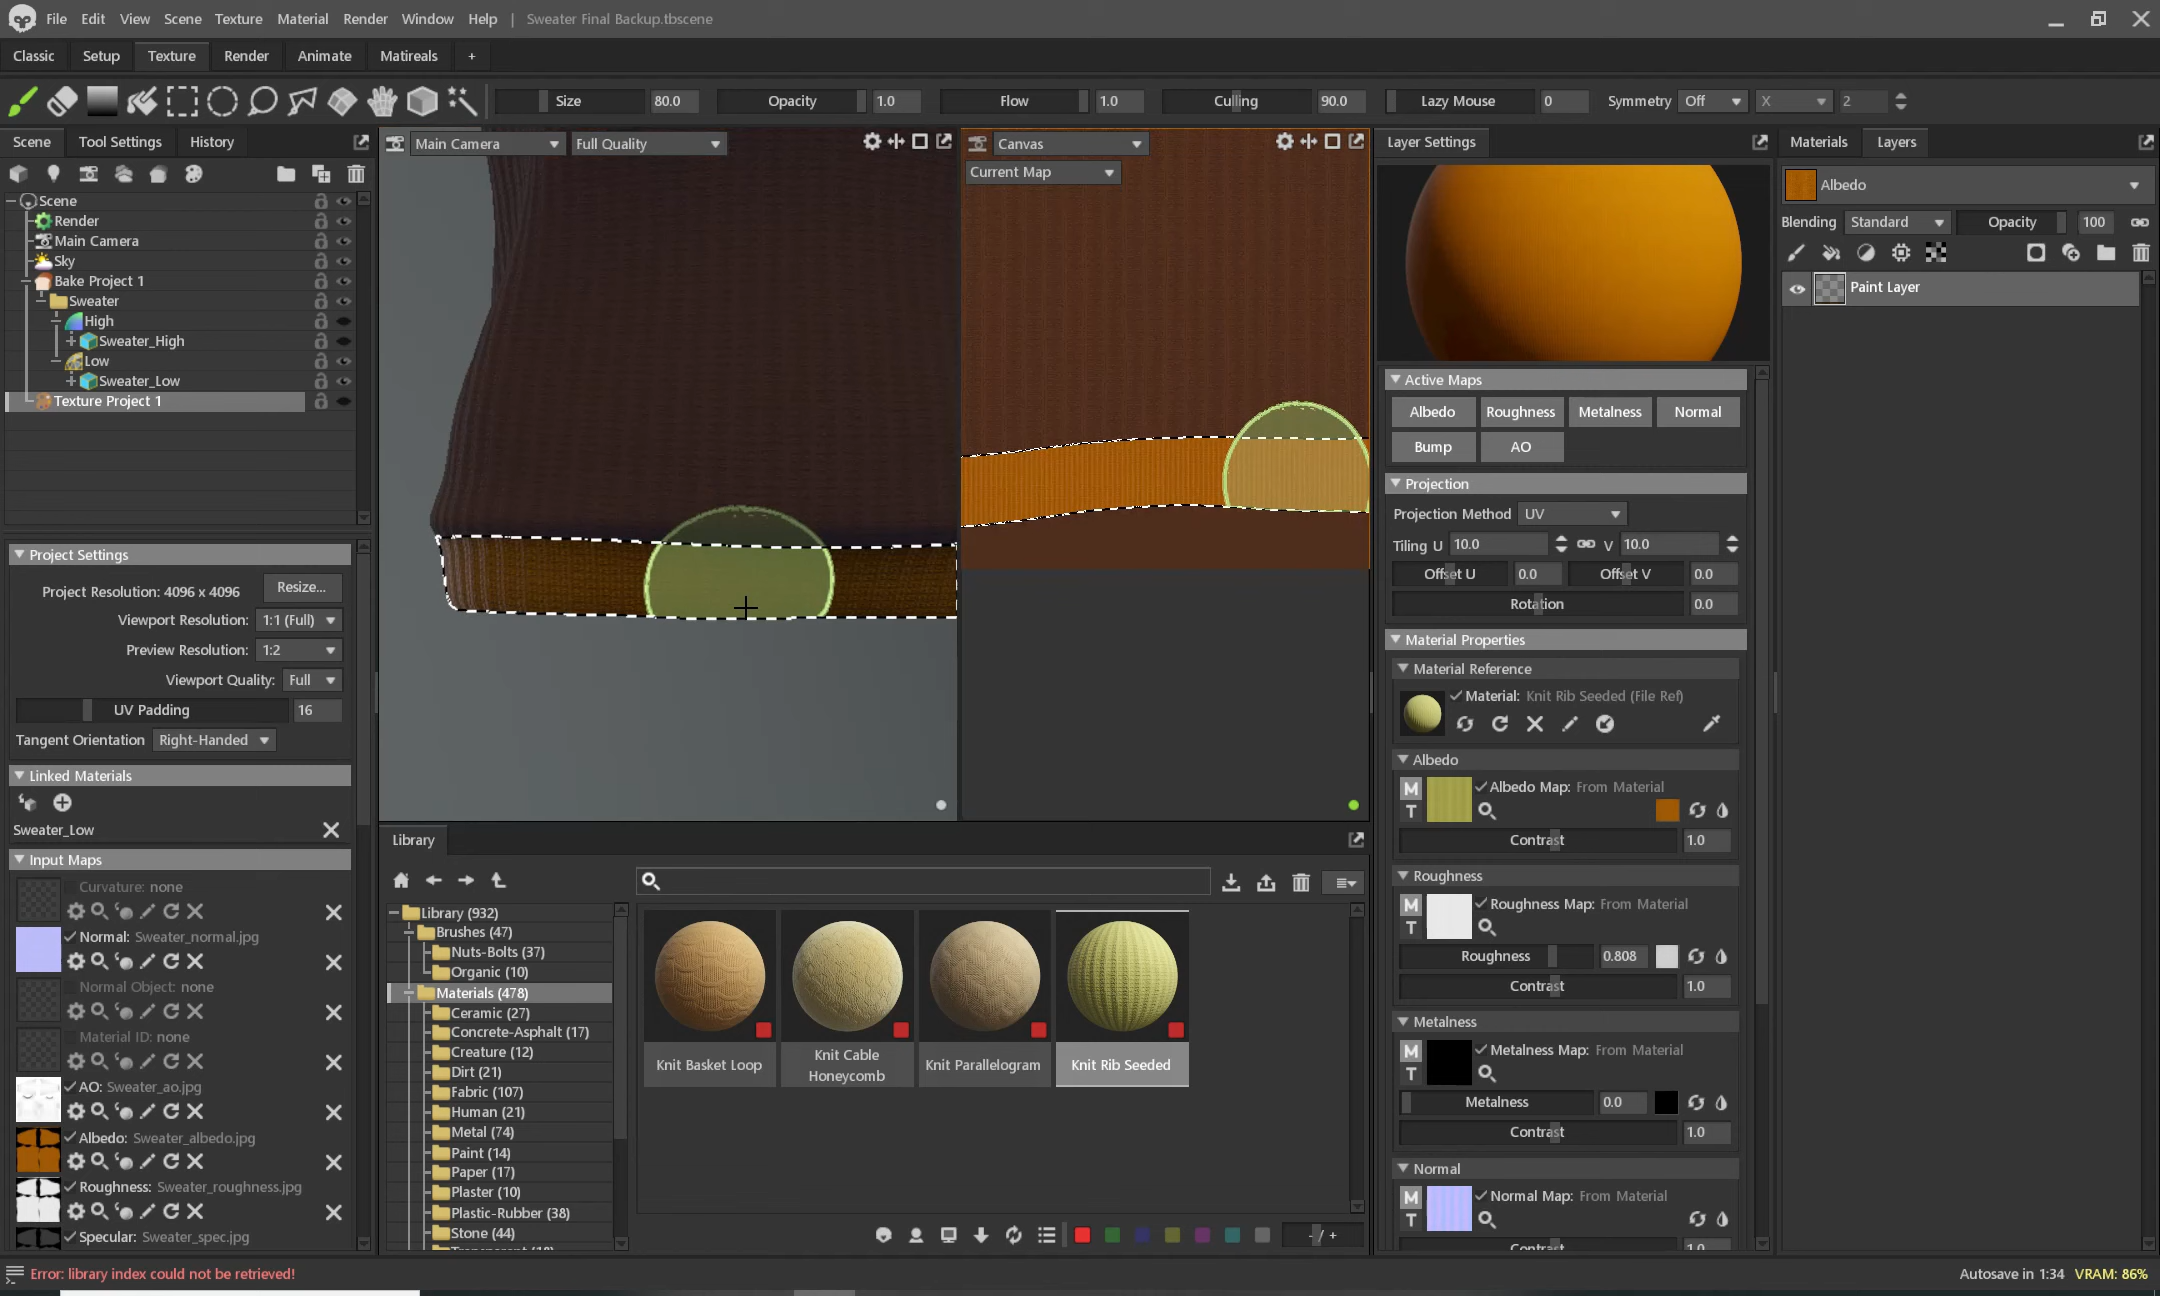 File Edit View Scene Texture Material Render Window Help | Sweater Final Backup.tbscene
Classic Setup Texture Render Animate Matireals +
Size 80.0 Opacity 1.0 Flow 1.0 Culling 90.0 Lazy Mouse 0 Symmetry Off X 2
Scene Tool Settings History
Scene
Render
Main Camera
Sky
Bake Project 1
Sweater
High
Sweater_High
Low
Sweater_Low
Texture Project 1
Project Settings
Project Resolution: 4096 x 4096 Resize...
Viewport Resolution: 1:1 (Full)
Preview Resolution: 1:2
Viewport Quality: Full
UV Padding 16
Tangent Orientation Right-Handed
Linked Materials
Sweater_Low
Input Maps
Curvature: none
Normal: Sweater_normal.jpg
Normal Object: none
Material ID: none
AO: Sweater_ao.jpg
Albedo: Sweater_albedo.jpg
Roughness: Sweater_roughness.jpg
Specular: Sweater_spec.jpg
Main Camera Full Quality
Canvas
Current Map
Library
Library (932)
Brushes (47)
Nuts-Bolts (37)
Organic (10)
Materials (478)
Ceramic (27)
Concrete-Asphalt (17)
Creature (12)
Dirt (21)
Fabric (107)
Human (21)
Metal (74)
Paint (14)
Paper (17)
Plaster (10)
Plastic-Rubber (38)
Stone (44)
Knit Basket Loop
Knit Cable
Honeycomb
Knit Parallelogram
Knit Rib Seeded
- / +
Layer Settings
Active Maps
Albedo Roughness Metalness Normal
Bump AO
Projection
Projection Method UV
Tiling U 10.0 V 10.0
Offset U 0.0 Offset V 0.0
Rotation 0.0
Material Properties
Material Reference
Material: Knit Rib Seeded (File Ref)
Albedo
M Albedo Map: From Material
T
Contrast 1.0
Roughness
M Roughness Map: From Material
T
Roughness 0.808
Contrast 1.0
Metalness
M Metalness Map: From Material
T
Metalness 0.0
Contrast 1.0
Normal
M Normal Map: From Material
T
Contrast 1.0
Materials Layers
Albedo
Blending Standard Opacity 100
Paint Layer
Error: library index could not be retrieved!
Autosave in 1:34 VRAM: 86%